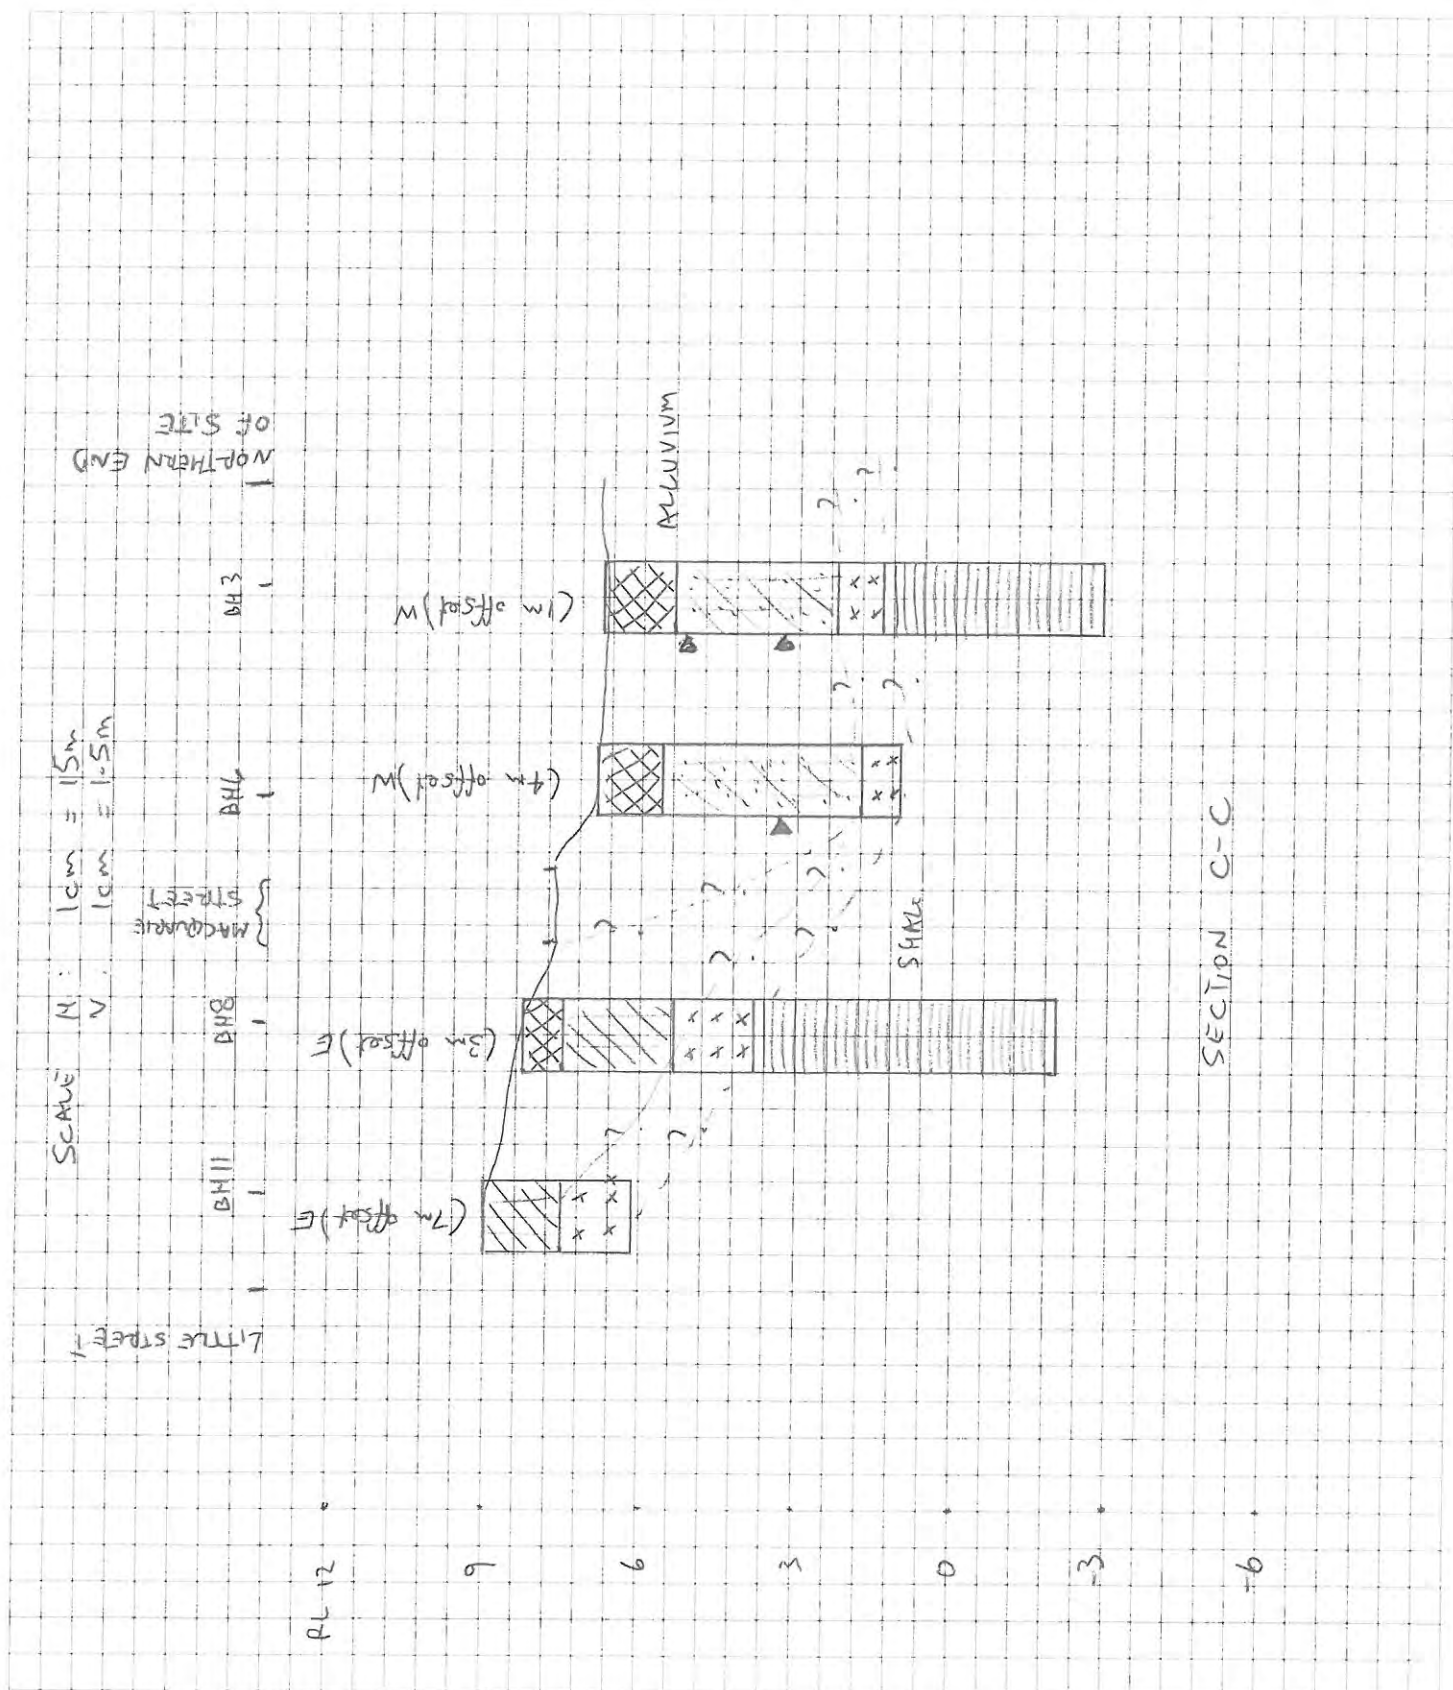 SCALE H: 1cm = 15m
V 1cm = 1.5m
LITTLE STREET
BH11
BH8
MACQUARIE
STREET
BH6
BH3
NORTHERN END
OF SITE
RL 12
9
6
3
0
-3
-6
(7m offset) E
(3m offset) E
(4m offset) W
(1m offset) W
ALLUVIUM
? ? ? ? ? ? ? ? ? ? ?
SHALE
SECTION C-C